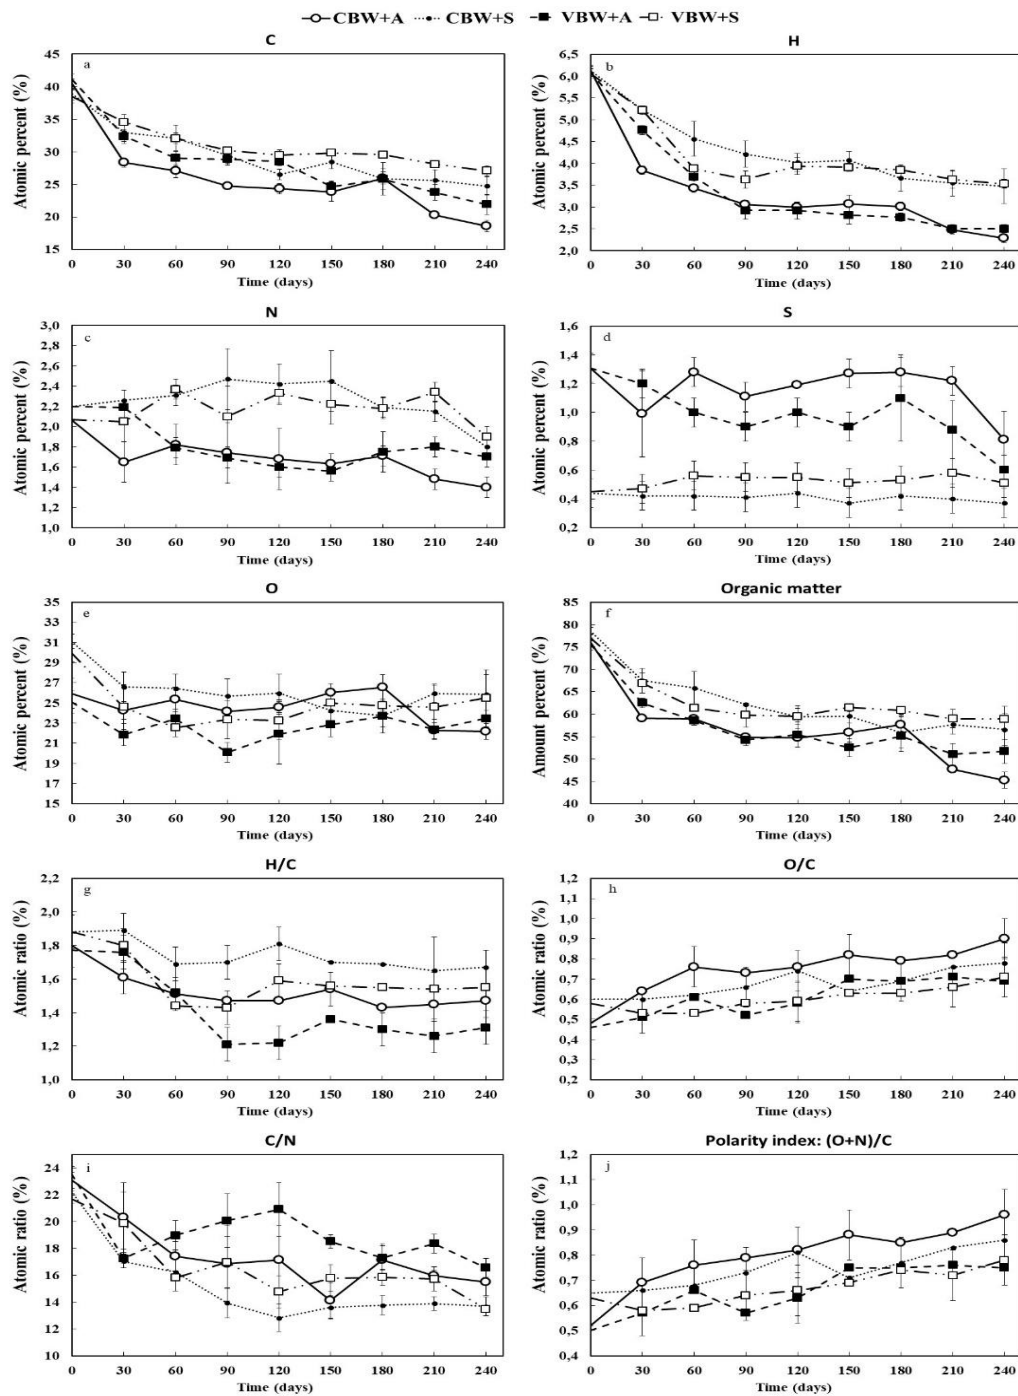 CBW+A CBW+S VBW+A VBW+S
C
a
Atomic percent (%)
45
40
35
30
25
20
15
0 30 60 90 120 150 180 210 240
Time (days)
H
b
Atomic percent (%)
6,5
6,0
5,5
5,0
4,5
4,0
3,5
3,0
2,5
2,0
0 30 60 90 120 150 180 210 240
Time (days)
N
c
Atomic percent (%)
3,0
2,8
2,6
2,4
2,2
2,0
1,8
1,6
1,4
1,2
1,0
0 30 60 90 120 150 180 210 240
Time (days)
S
d
Atomic percent (%)
1,6
1,4
1,2
1,0
0,8
0,6
0,4
0,2
0 30 60 90 120 150 180 210 240
Time (days)
O
e
Atomic percent (%)
35
33
31
29
27
25
23
21
19
17
15
0 30 60 90 120 150 180 210 240
Time (days)
Organic matter
f
Amount percent (%)
85
80
75
70
65
60
55
50
45
40
0 30 60 90 120 150 180 210 240
Time (days)
H/C
g
Atomic ratio (%)
2,2
2,0
1,8
1,6
1,4
1,2
1,0
0 30 60 90 120 150 180 210 240
Time (days)
O/C
h
Atomic ratio (%)
1,2
1,1
1,0
0,9
0,8
0,7
0,6
0,5
0,4
0,3
0,2
0 30 60 90 120 150 180 210 240
Time (days)
C/N
i
Atomic ratio (%)
24
22
20
18
16
14
12
10
0 30 60 90 120 150 180 210 240
Time (days)
Polarity index: (O+N)/C
j
Atomic ratio (%)
1,2
1,1
1,0
0,9
0,8
0,7
0,6
0,5
0,4
0 30 60 90 120 150 180 210 240
Time (days)